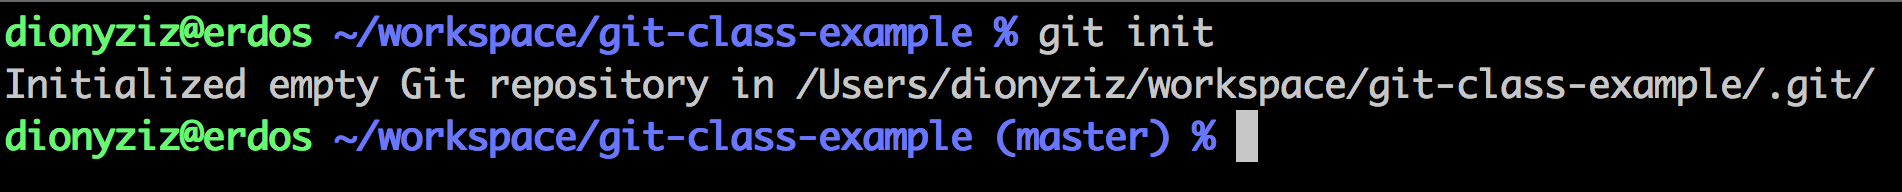 dionyziz@erdos ~/workspace/git-class-example % git init
Initialized empty Git repository in /Users/dionyziz/workspace/git-class-example/.git/
dionyziz@erdos ~/workspace/git-class-example (master) %